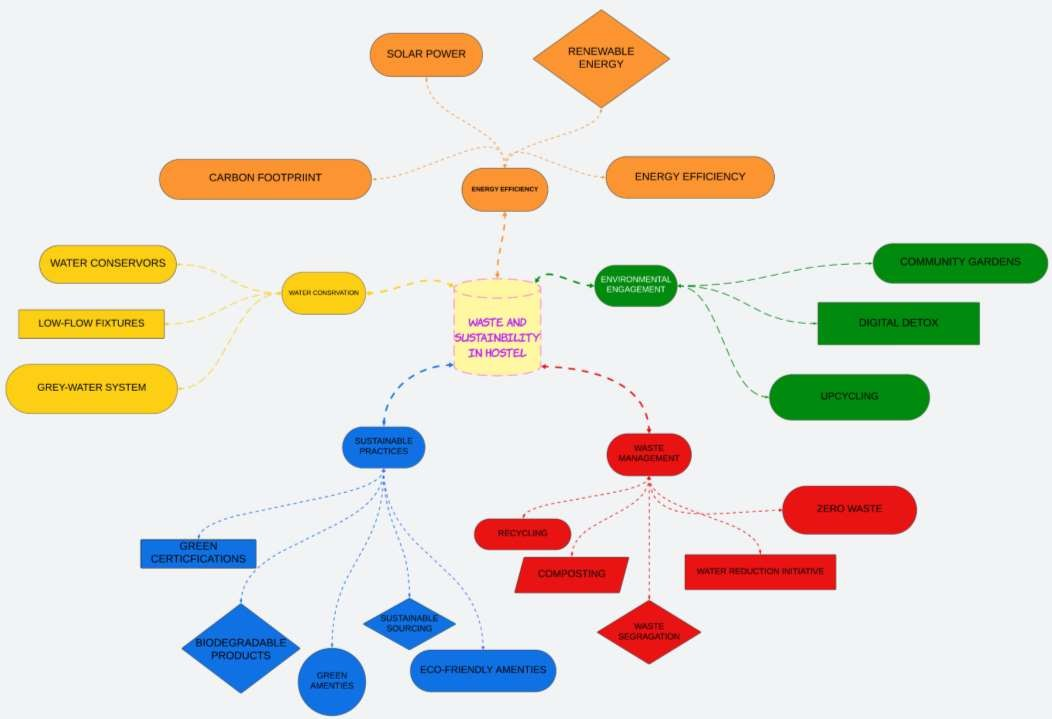 SOLAR POWER
RENEWABLE
ENERGY
CARBON FOOTPRIINT
ENERGY EFFICIENCY
ENERGY EFFICIENCY
WATER CONSERVORS
WATER CONSRVATION
LOW-FLOW FIXTURES
GREY-WATER SYSTEM
WASTE AND
SUSTAINBILITY
IN HOSTEL
ENVIRONMENTAL
ENGAGEMENT
COMMUNITY GARDENS
DIGITAL DETOX
UPCYCLING
SUSTAINABLE
PRACTICES
GREEN
CERTICFICATIONS
BIODEGRADABLE
PRODUCTS
GREEN
AMENTIES
SUSTAINABLE
SOURCING
ECO-FRIENDLY AMENTIES
WASTE
MANAGEMENT
RECYCLING
COMPOSTING
WASTE
SEGRAGATION
WATER REDUCTION INITIATIVE
ZERO WASTE